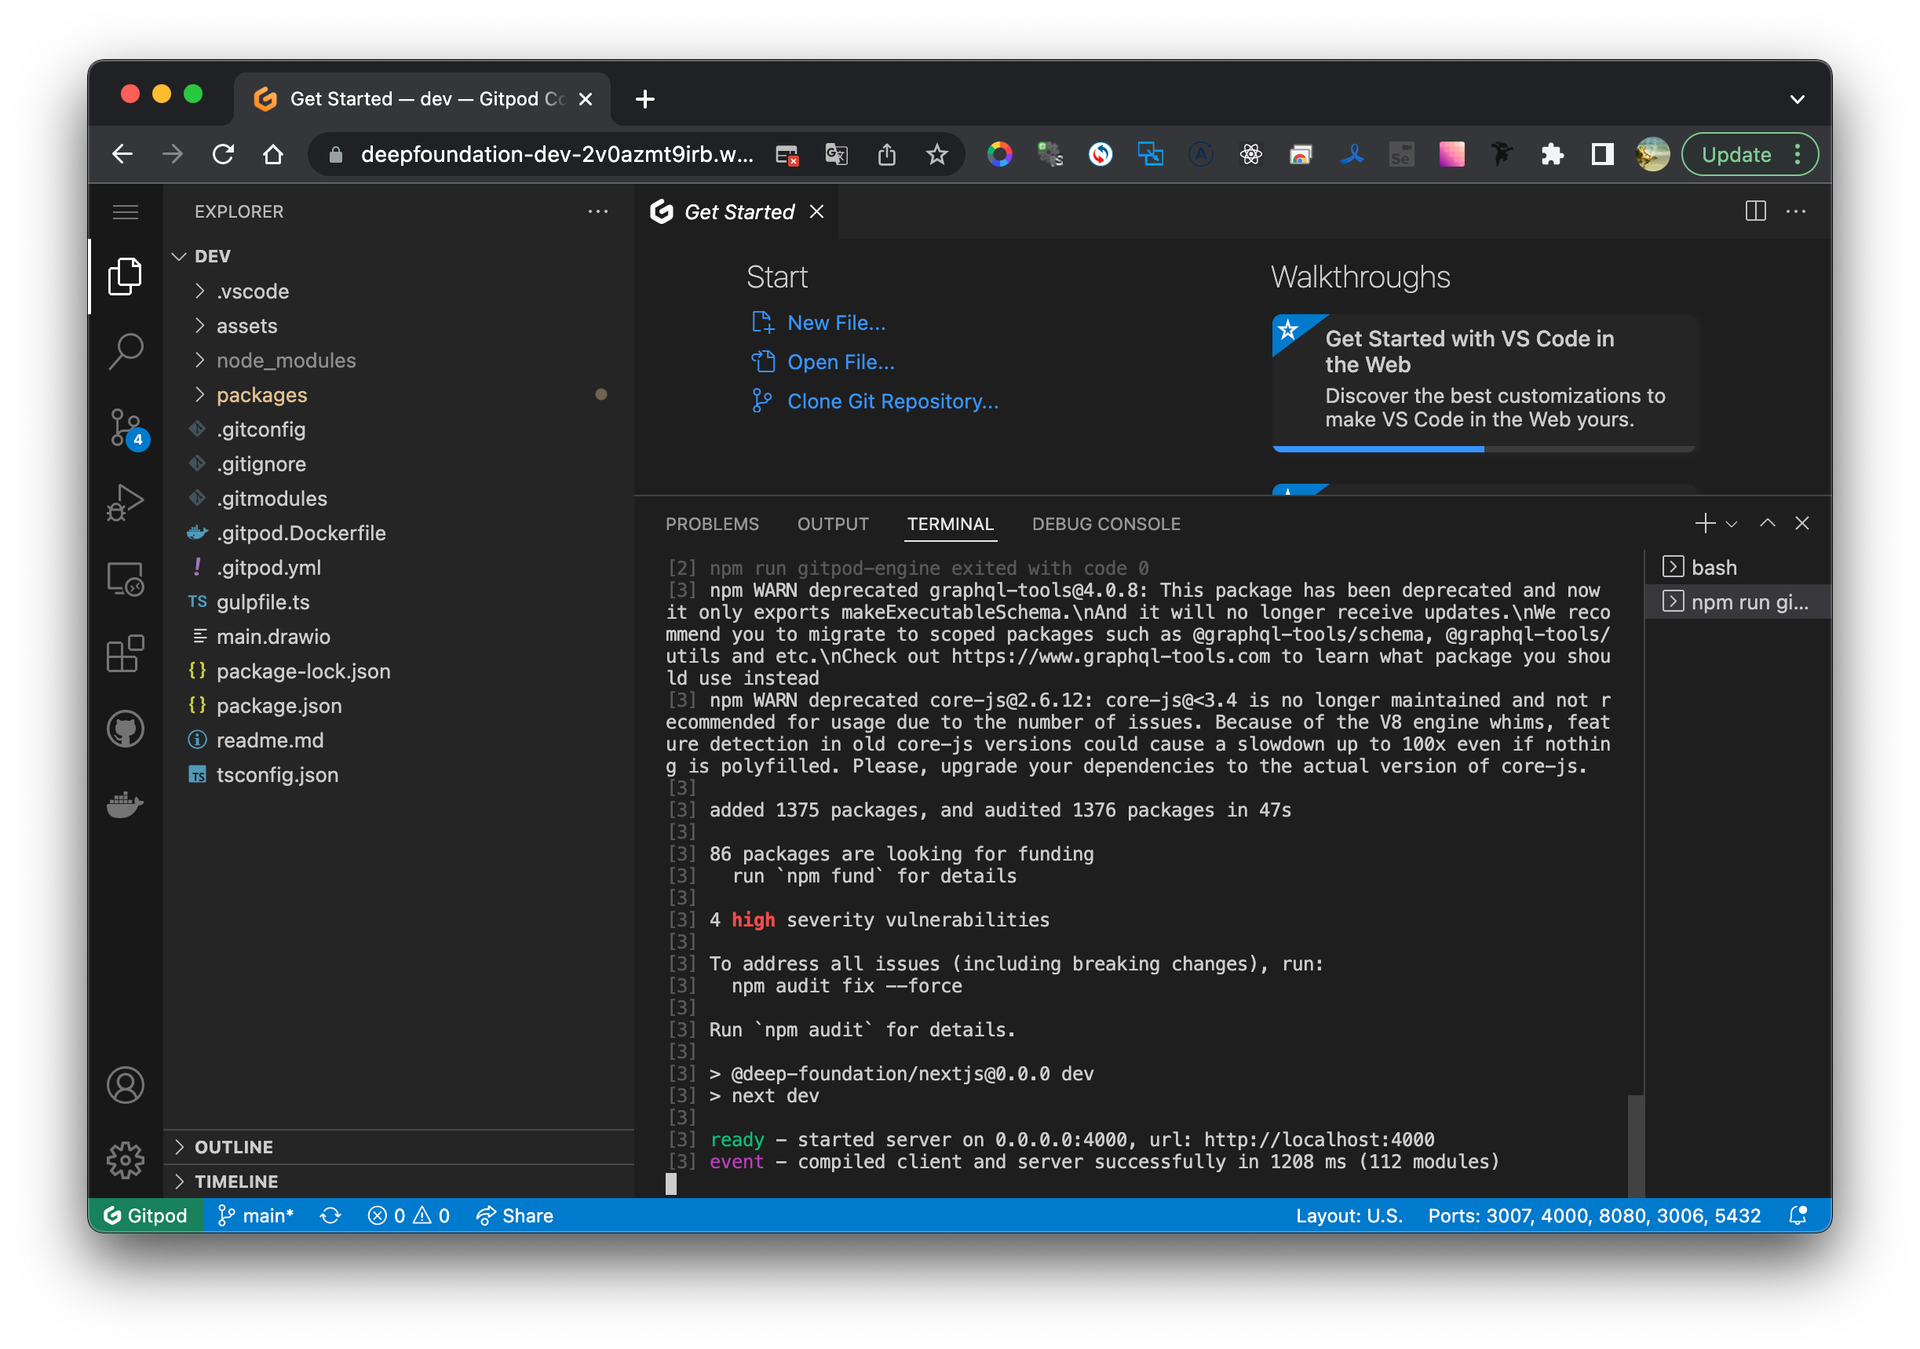 Get Started — dev — Gitpod Co
deepfoundation-dev-2v0azmt9irb.w...
Update
EXPLORER
Get Started
DEV
.vscode
assets
node_modules
packages
.gitconfig
.gitignore
.gitmodules
.gitpod.Dockerfile
.gitpod.yml
gulpfile.ts
main.drawio
package-lock.json
package.json
readme.md
tsconfig.json
4
OUTLINE
TIMELINE
Start
New File...
Open File...
Clone Git Repository...
Walkthroughs
Get Started with VS Code in
the Web
Discover the best customizations to
make VS Code in the Web yours.
PROBLEMS OUTPUT TERMINAL DEBUG CONSOLE
[2] npm run gitpod-engine exited with code 0
[3] npm WARN deprecated graphql-tools@4.0.8: This package has been deprecated and now
it only exports makeExecutableSchema.\nAnd it will no longer receive updates.\nWe reco
mmend you to migrate to scoped packages such as @graphql-tools/schema, @graphql-tools/
utils and etc.\nCheck out https://www.graphql-tools.com to learn what package you shou
ld use instead
[3] npm WARN deprecated core-js@2.6.12: core-js@<3.4 is no longer maintained and not r
ecommended for usage due to the number of issues. Because of the V8 engine whims, feat
ure detection in old core-js versions could cause a slowdown up to 100x even if nothin
g is polyfilled. Please, upgrade your dependencies to the actual version of core-js.
[3]
[3] added 1375 packages, and audited 1376 packages in 47s
[3]
[3] 86 packages are looking for funding
[3]   run `npm fund` for details
[3]
[3] 4 high severity vulnerabilities
[3]
[3] To address all issues (including breaking changes), run:
[3]   npm audit fix --force
[3]
[3] Run `npm audit` for details.
[3]
[3] > @deep-foundation/nextjs@0.0.0 dev
[3] > next dev
[3]
[3] ready - started server on 0.0.0.0:4000, url: http://localhost:4000
[3] event - compiled client and server successfully in 1208 ms (112 modules)
bash
npm run gi...
Gitpod main* 0 0 Share Layout: U.S. Ports: 3007, 4000, 8080, 3006, 5432